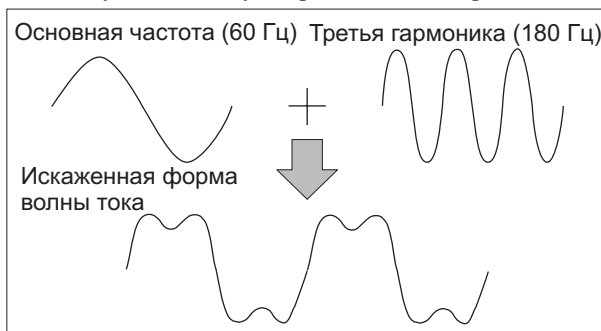 Основная частота (60 Гц)
Третья гармоника (180 Гц)
Искаженная форма
волны тока